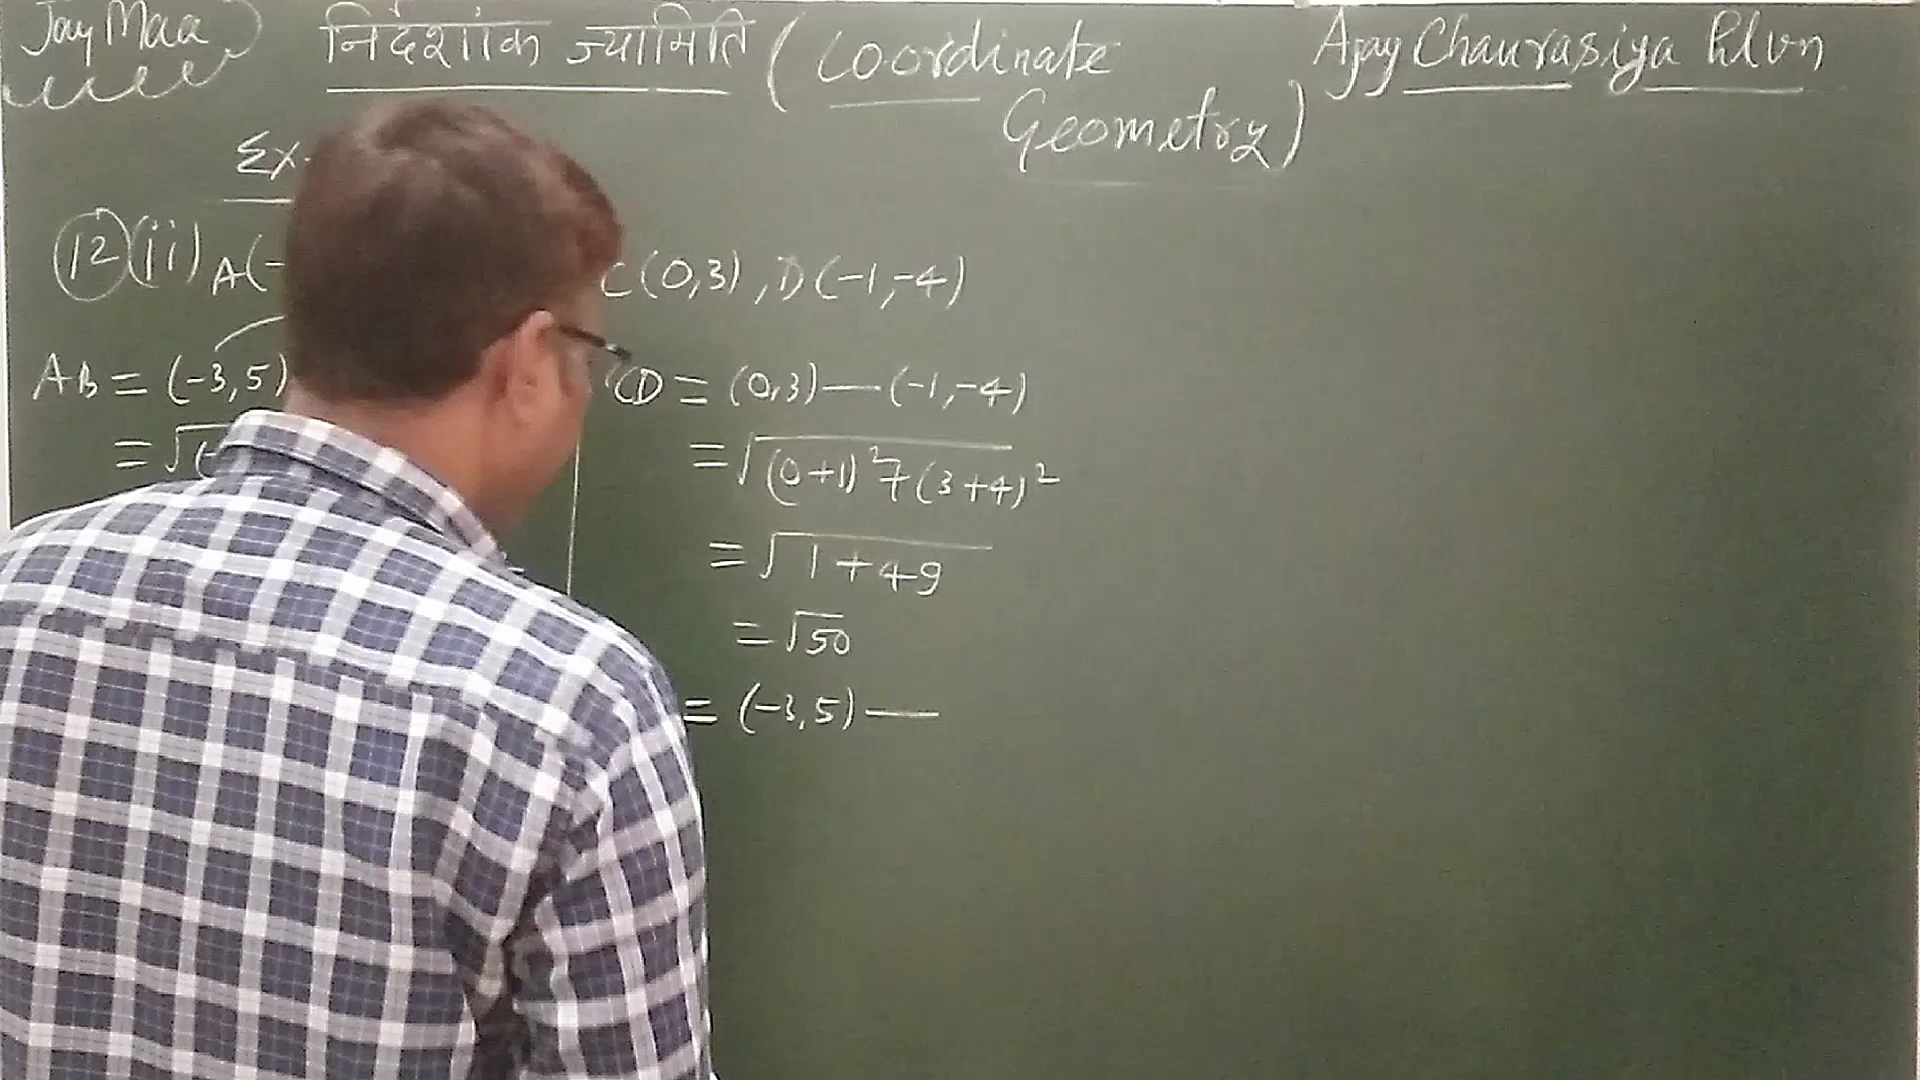 Jay Maa
निर्देशांक ज्यामिति (Coordinate Geometry)
Ajay Chaurasiya
Ex.
12 (ii) A(- C(0,3), D(-1,-4)
AB = (-3,5)
= √(-
CD = (0,3) — (-1,-4)
= √(0+1)²+(3+4)²
= √1+49
= √50
= (-3,5) —